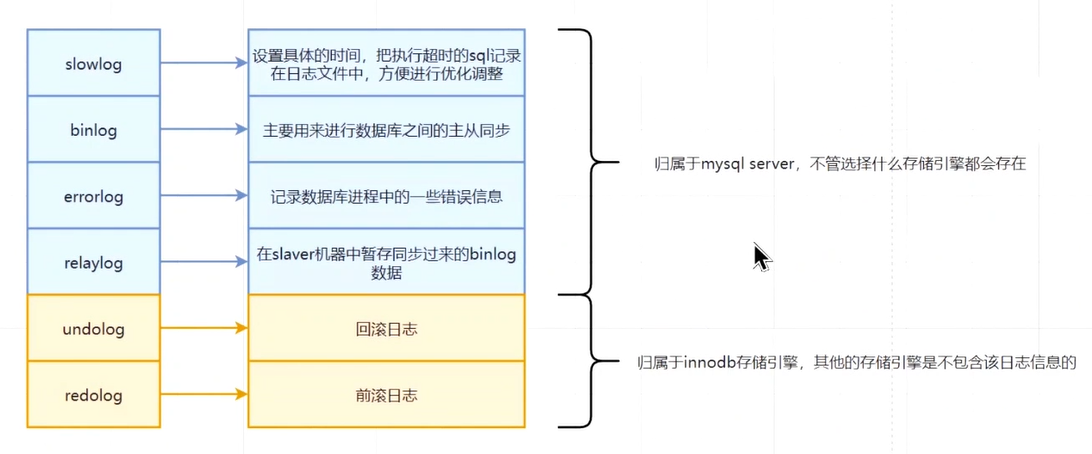 slowlog
设置具体的时间，把执行超时的sql记录
在日志文件中，方便进行优化调整
binlog
主要用来进行数据库之间的主从同步
errorlog
记录数据库进程中的一些错误信息
relaylog
在slaver机器中暂存同步过来的binlog
数据
归属于mysql server，不管选择什么存储引擎都会存在
undolog
回滚日志
redolog
前滚日志
归属于innodb存储引擎，其他的存储引擎是不包含该日志信息的